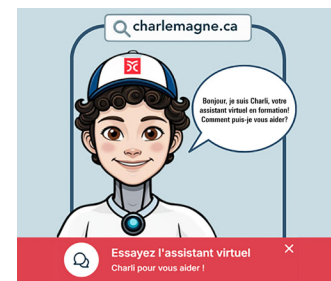 charlemagne.ca
Bonjour, je suis Charli, votre
assistant virtuel en formation!
Comment puis-je vous aider?
Essayez l'assistant virtuel
Charli pour vous aider !